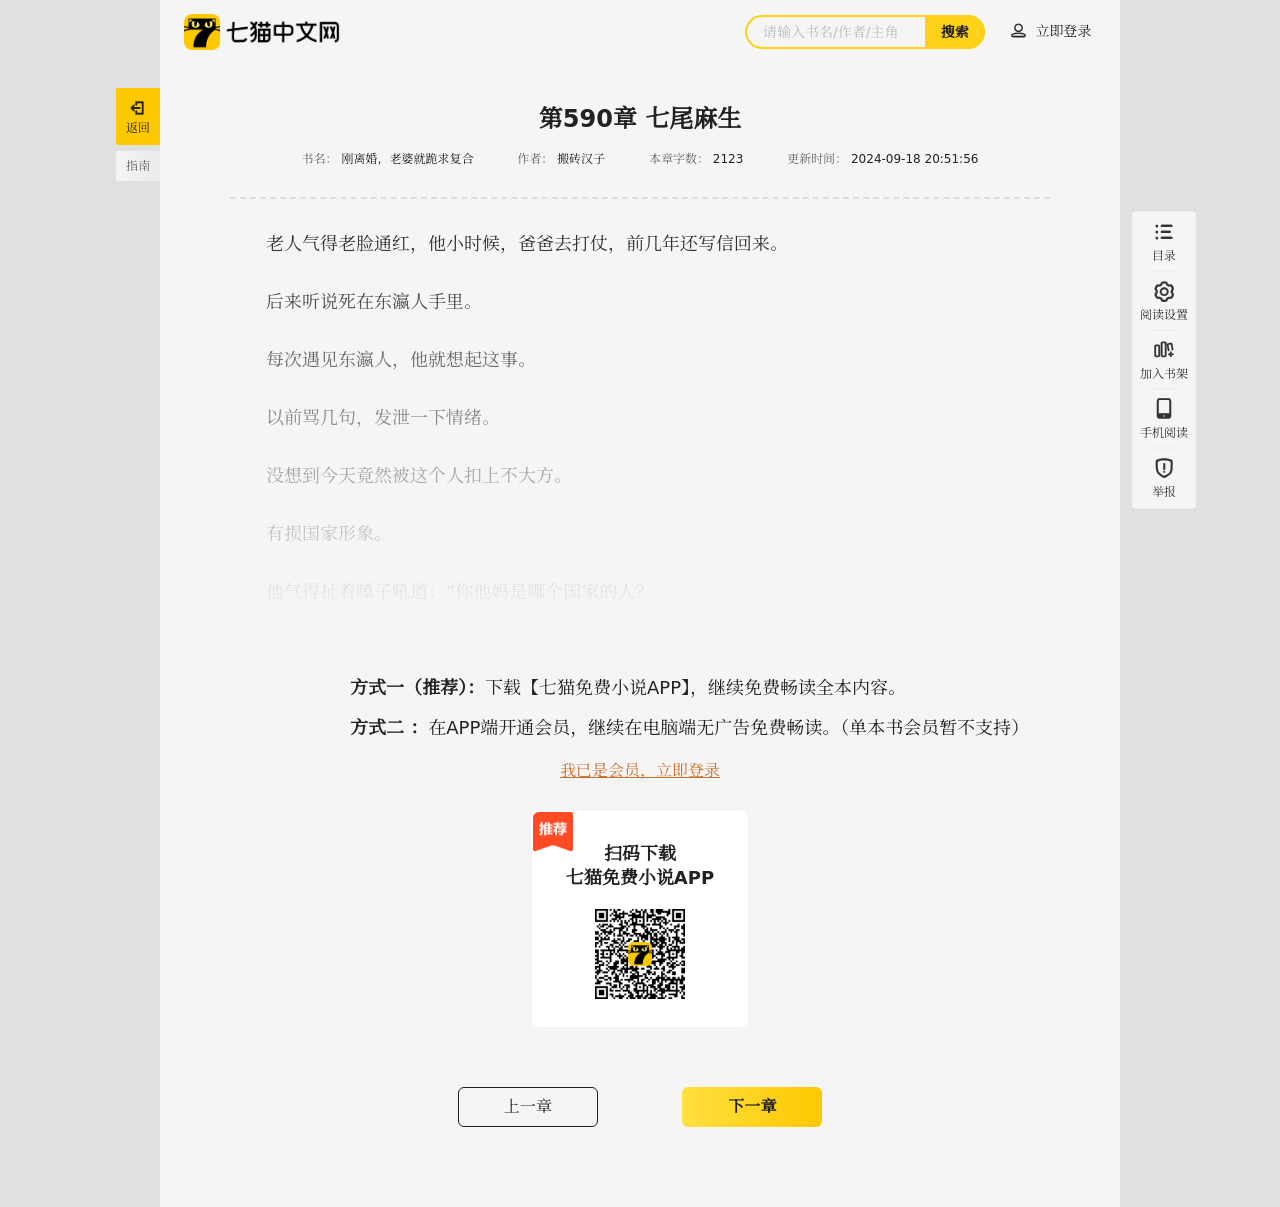 七猫中文网
请输入书名/作者/主角
搜索
立即登录
返回
指南
第590章 七尾麻生
书名： 刚离婚，老婆就跪求复合 作者： 搬砖汉子 本章字数： 2123 更新时间： 2024-09-18 20:51:56
老人气得老脸通红，他小时候，爸爸去打仗，前几年还写信回来。
后来听说死在东瀛人手里。
每次遇见东瀛人，他就想起这事。
以前骂几句，发泄一下情绪。
没想到今天竟然被这个人扣上不大方。
有损国家形象。
他气得扯着嗓子吼道：“你他妈是哪个国家的人？
目录
阅读设置
加入书架
手机阅读
举报
方式一（推荐）：下载【七猫免费小说APP】，继续免费畅读全本内容。
方式二 ：在APP端开通会员，继续在电脑端无广告免费畅读。（单本书会员暂不支持）
我已是会员，立即登录
推荐
扫码下载
七猫免费小说APP
上一章
下一章